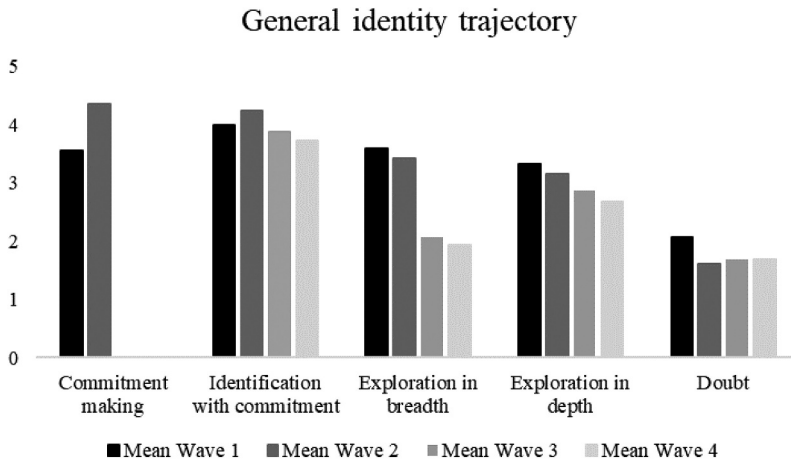 General identity trajectory
5
4
3
2
1
0
Commitment making
Identification with commitment
Exploration in breadth
Exploration in depth
Doubt
Mean Wave 1
Mean Wave 2
Mean Wave 3
Mean Wave 4